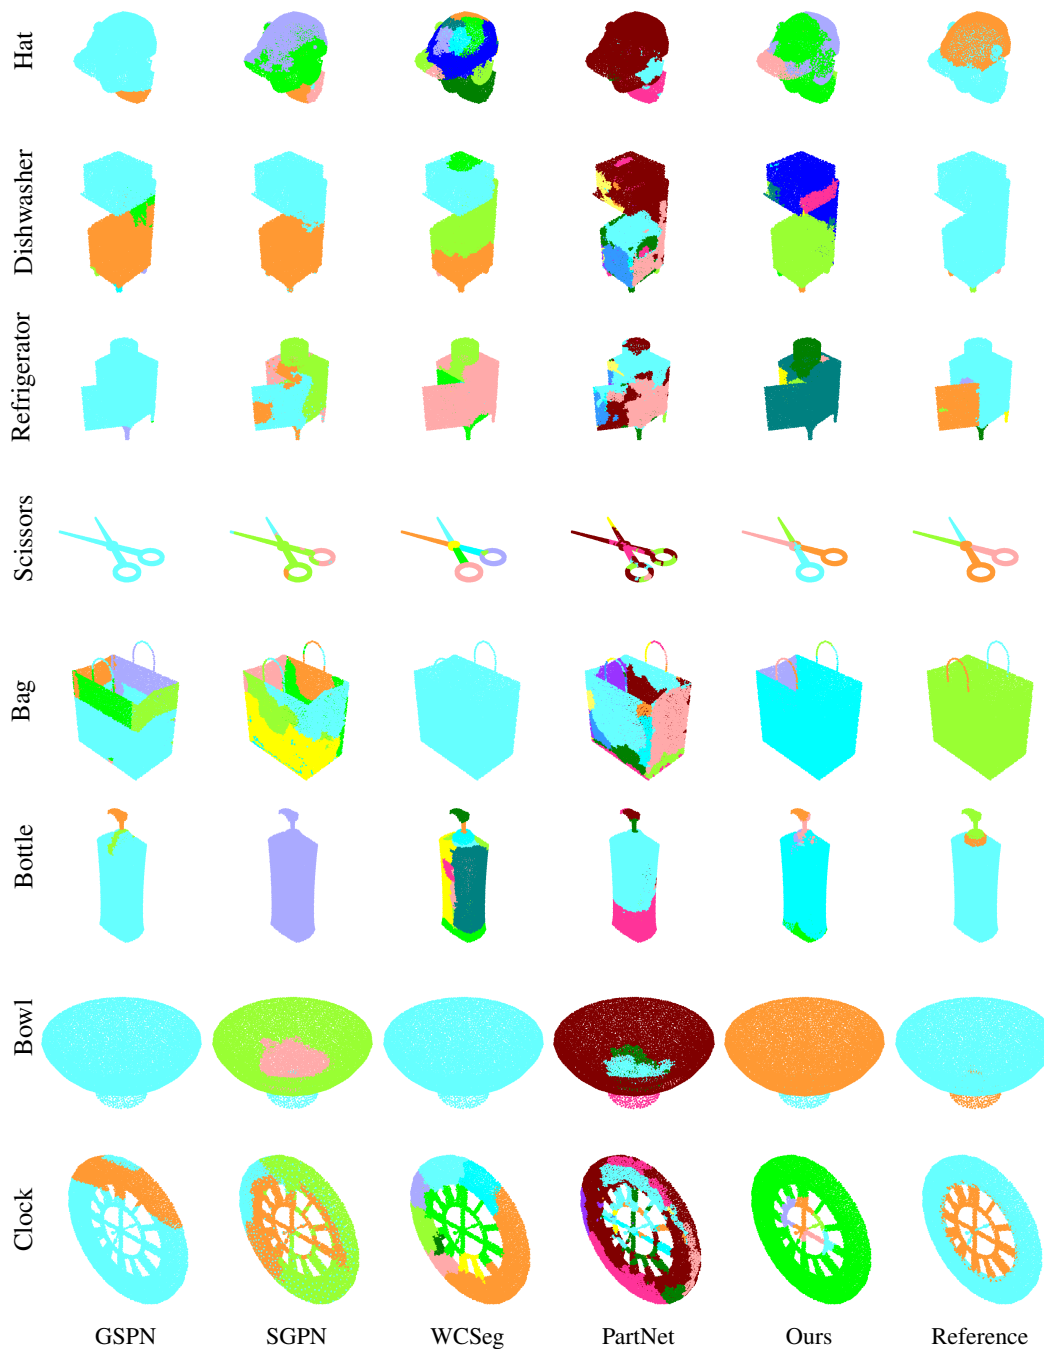 Hat
Dishwasher
Refrigerator
Scissors
Bag
Bottle
Bowl
Clock
GSPN SGPN WCSeg PartNet Ours Reference